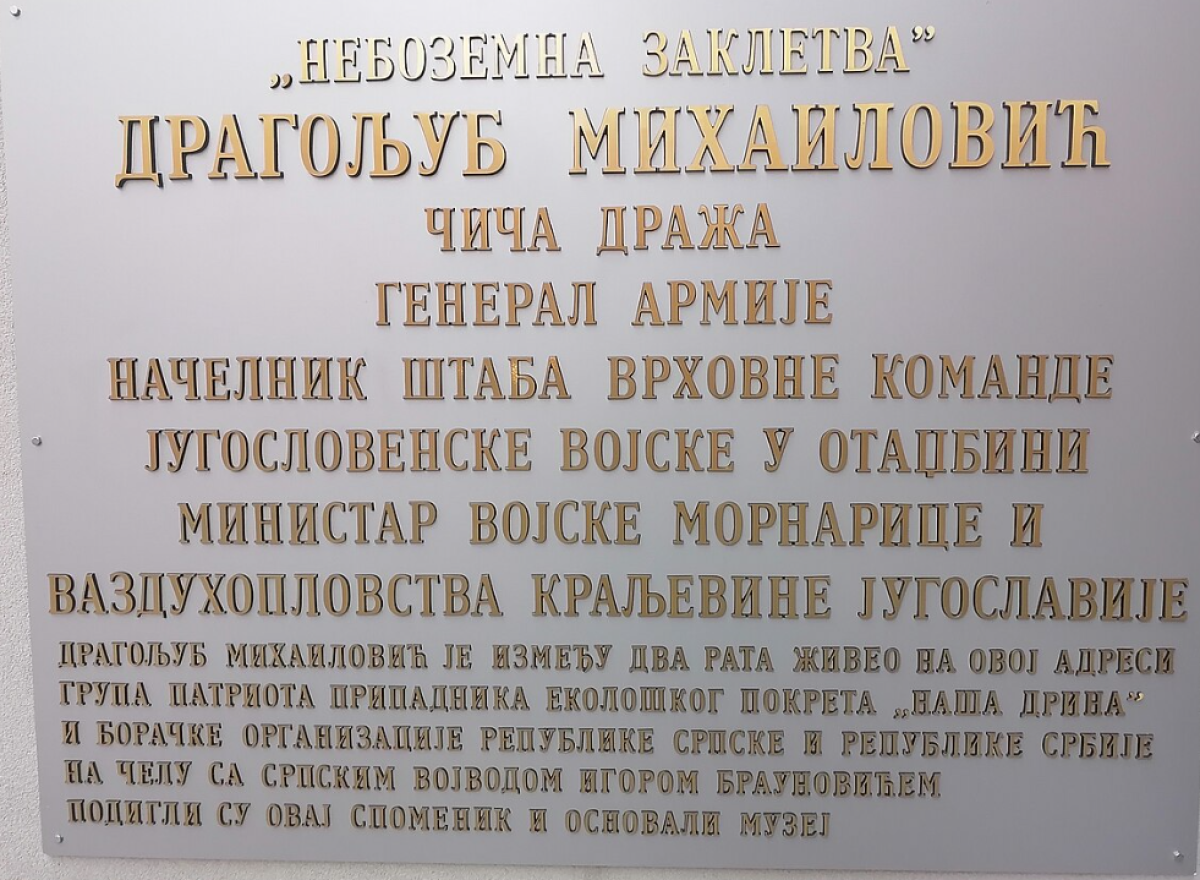 „НЕБОЗЕМНА ЗАКЛЕТВА”
ДРАГОЉУБ МИХАИЛОВИЋ
ЧИЧА ДРАЖА
ГЕНЕРАЛ АРМИЈЕ
НАЧЕЛНИК ШТАБА ВРХОВНЕ КОМАНДЕ
ЈУГОСЛОВЕНСКЕ ВОЈСКЕ У ОТАЏБИНИ
МИНИСТАР ВОЈСКЕ МОРНАРИЦЕ И
ВАЗДУХОПЛОВСТВА КРАЉЕВИНЕ ЈУГОСЛАВИЈЕ
ДРАГОЉУБ МИХАИЛОВИЋ ЈЕ ИЗМЕЂУ ДВА РАТА ЖИВЕО НА ОВОЈ АДРЕСИ
ГРУПА ПАТРИОТА ПРИПАДНИКА ЕКОЛОШКОГ ПОКРЕТА „НАША ДРИНА”
И БОРАЧКЕ ОРГАНИЗАЦИЈЕ РЕПУБЛИКЕ СРПСКЕ И РЕПУБЛИКЕ СРБИЈЕ
НА ЧЕЛУ СА СРПСКИМ ВОЈВОДОМ ИГОРОМ БРАУНОВИЋЕМ
ПОДИГЛИ СУ ОВАЈ СПОМЕНИК И ОСНОВАЛИ МУЗЕЈ